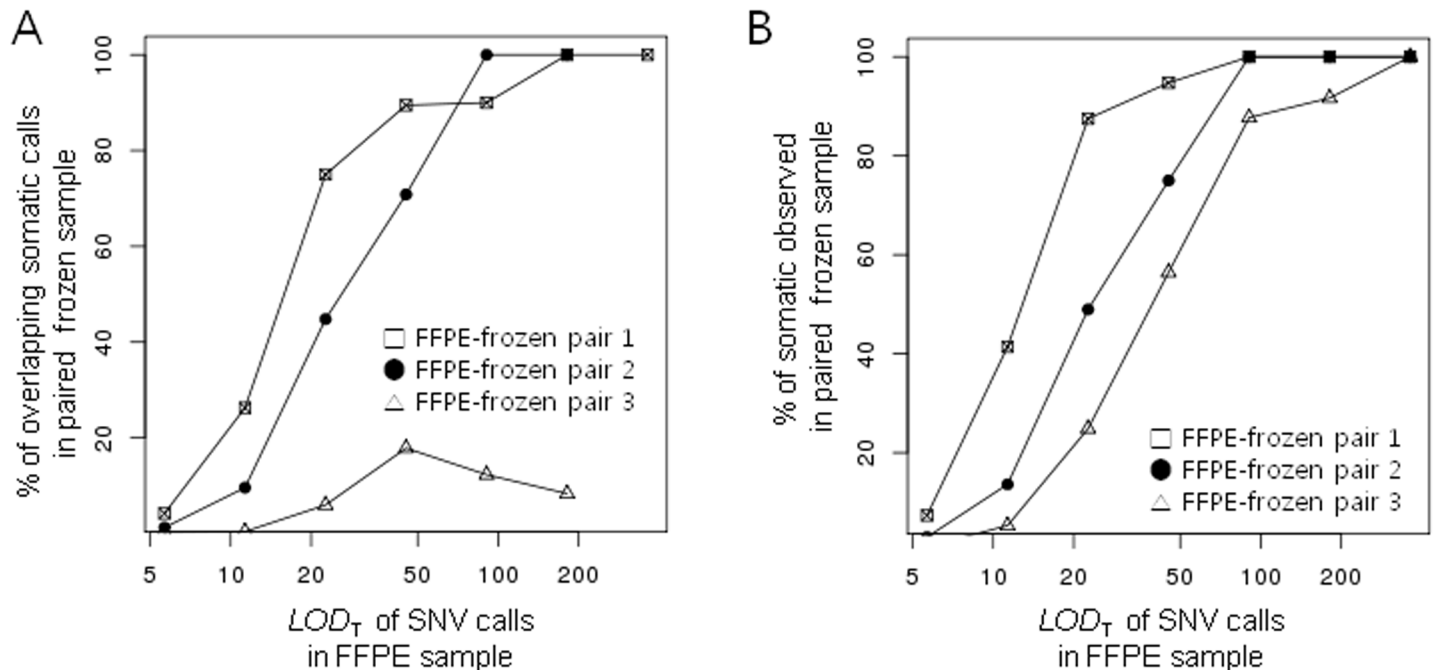 A
% of overlapping somatic calls
in paired frozen sample
100
80
60
40
20
FFPE-frozen pair 1
FFPE-frozen pair 2
FFPE-frozen pair 3
5 10 20 50 100 200
LODT of SNV calls
in FFPE sample
B
% of somatic observed
in paired frozen sample
100
80
60
40
20
FFPE-frozen pair 1
FFPE-frozen pair 2
FFPE-frozen pair 3
5 10 20 50 100 200
LODT of SNV calls
in FFPE sample